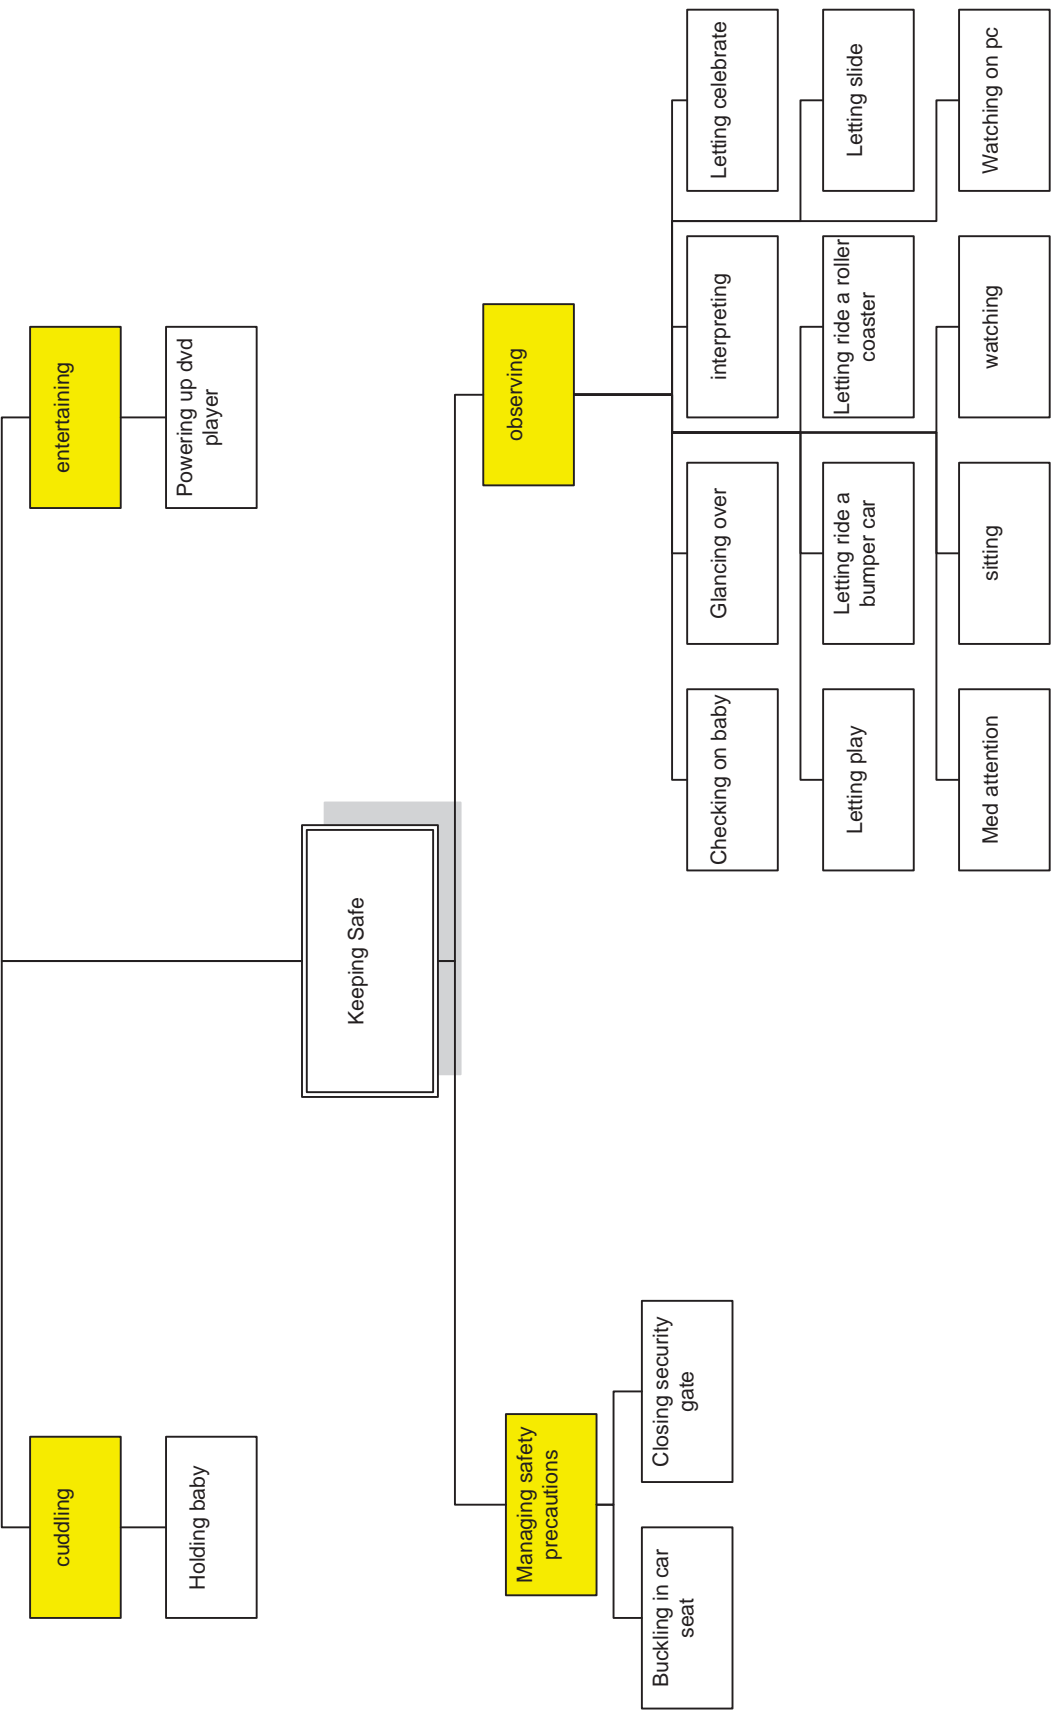 cuddling
entertaining
Holding baby
Powering up dvd
player
Keeping Safe
Managing safety
precautions
observing
Buckling in car
seat
Closing security
gate
Checking on baby
Glancing over
interpreting
Letting celebrate
Letting play
Letting ride a
bumper car
Letting ride a roller
coaster
Letting slide
Med attention
sitting
watching
Watching on pc